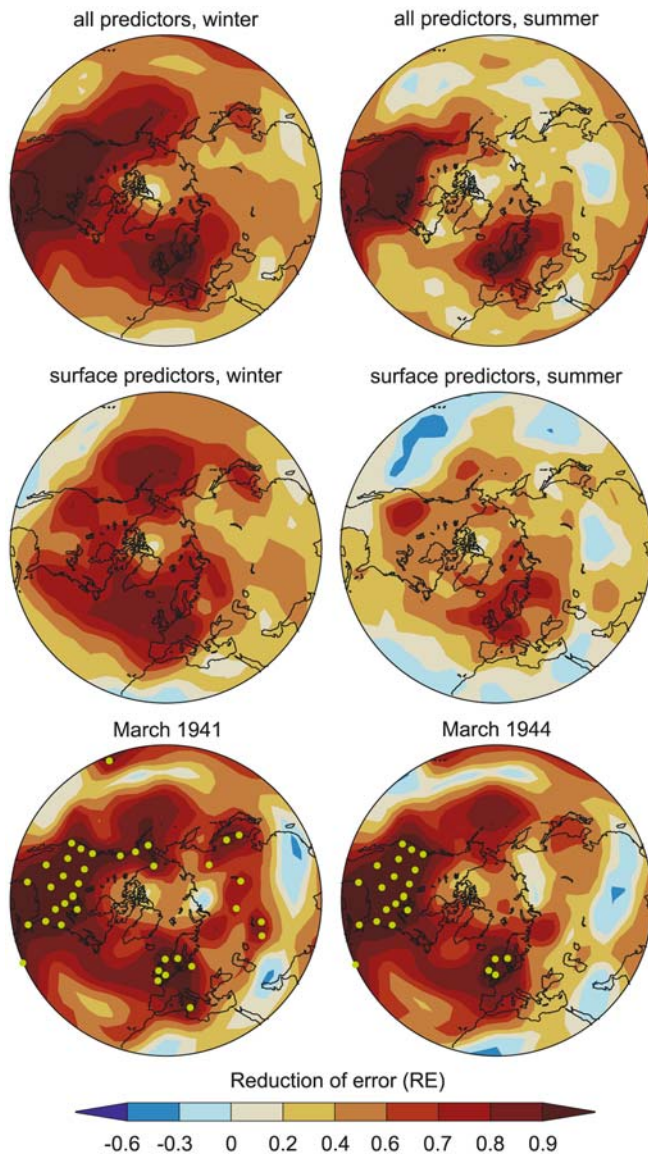 all predictors, winter
all predictors, summer
surface predictors, winter
surface predictors, summer
March 1941
March 1944
Reduction of error (RE)
-0.6 -0.3 0 0.2 0.4 0.6 0.7 0.8 0.9